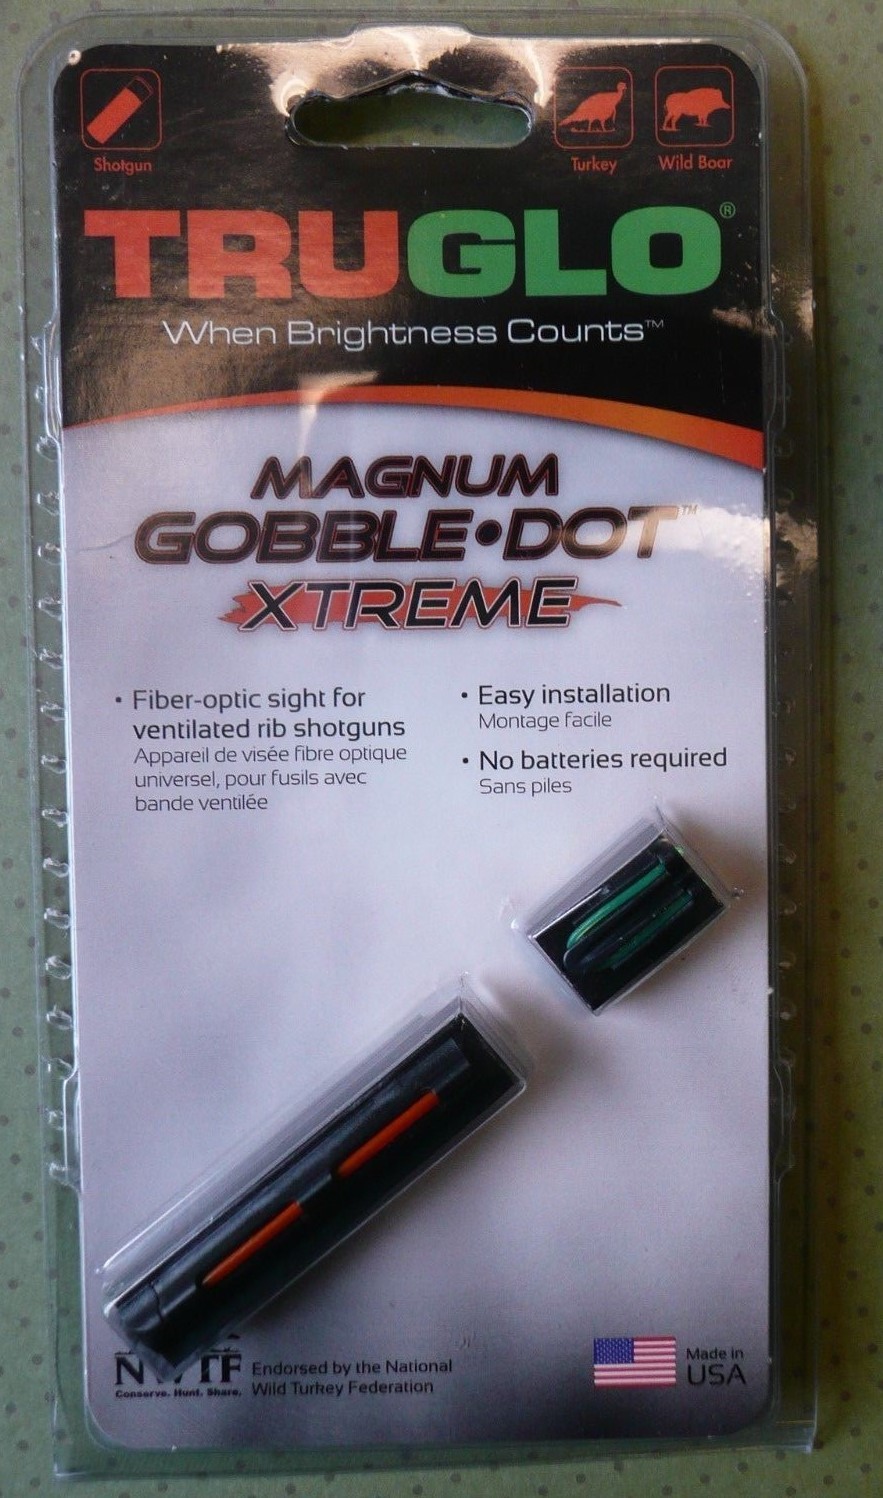 Shotgun
Turkey
Wild Boar
TRUGLO®
When Brightness Counts™
MAGNUM
GOBBLE•DOT™
XTREME
• Fiber-optic sight for
ventilated rib shotguns
Appareil de visée fibre optique
universel, pour fusils avec
bande ventilée
• Easy installation
Montage facile
• No batteries required
Sans piles
NWTF
Conserve. Hunt. Share.
Endorsed by the National
Wild Turkey Federation
Made in
USA